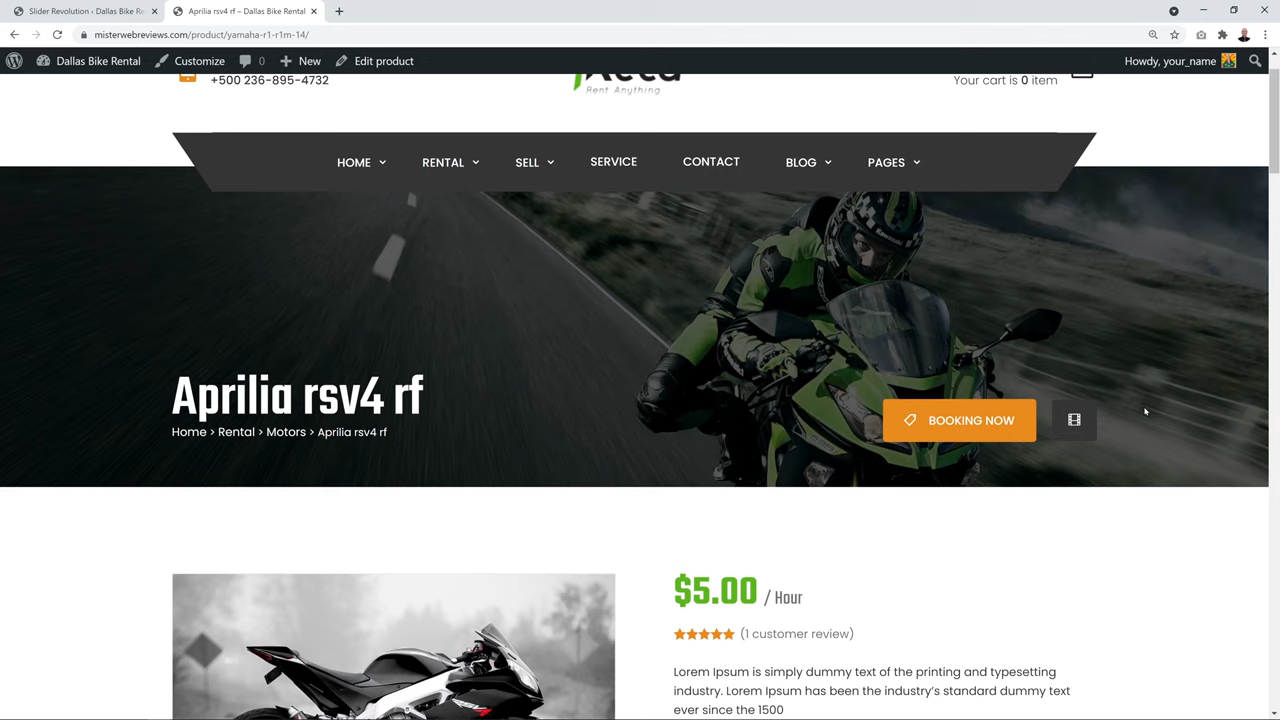 Slider Revolution ‹ Dallas Bike Re
Aprilia rsv4 rf – Dallas Bike Rental
misterwebreviews.com/product/yamaha-r1-r1m-14/
Dallas Bike Rental
Customize
0
New
Edit product
Howdy, your_name
+500 236-895-4732
Rent Anything
Your cart is 0 item
HOME
RENTAL
SELL
SERVICE
CONTACT
BLOG
PAGES
Kawasaki
Aprilia rsv4 rf
Home > Rental > Motors > Aprilia rsv4 rf
BOOKING NOW
$5.00 / Hour
(1 customer review)
Lorem Ipsum is simply dummy text of the printing and typesetting
industry. Lorem Ipsum has been the industry’s standard dummy text
ever since the 1500